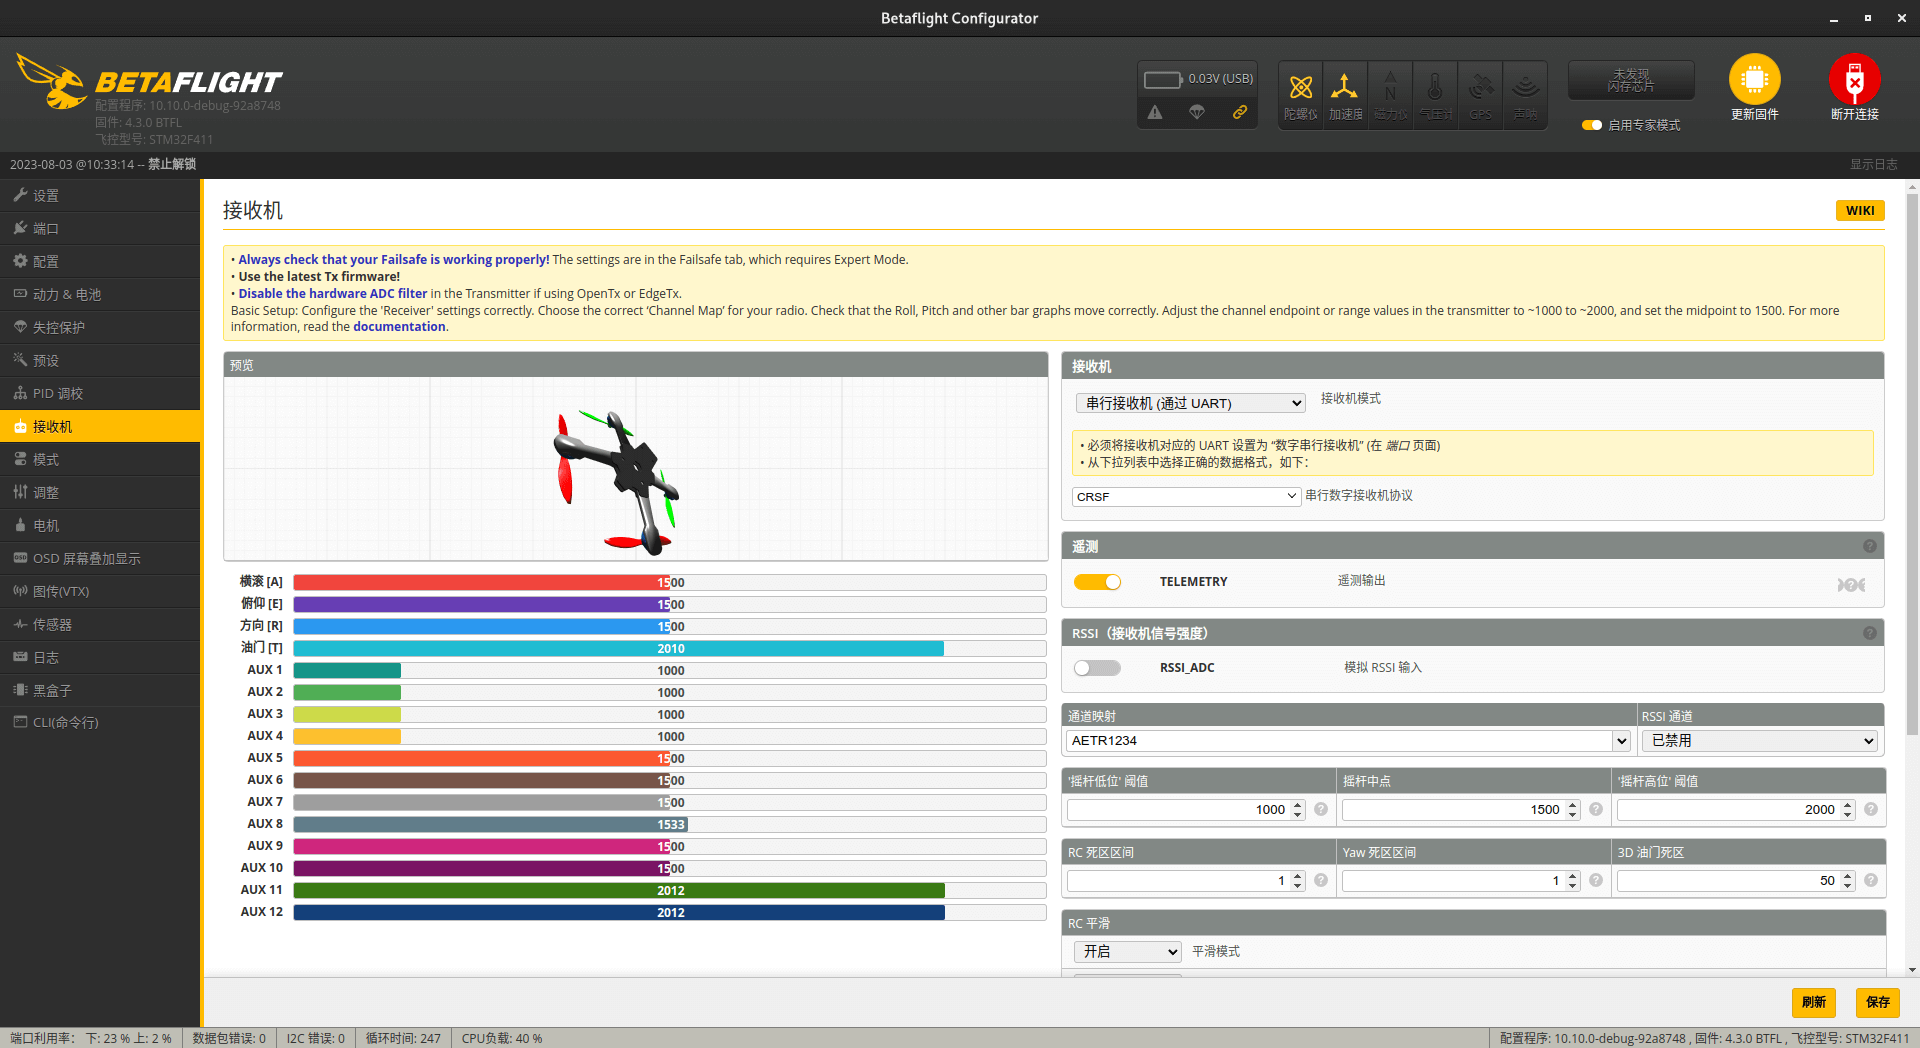 Betaflight Configurator
BETAFLIGHT
配置程序: 10.10.0-debug-92a8748
固件: 4.3.0 BTFL
飞控型号: STM32F411
0.03V (USB)
陀螺仪 加速度 磁力仪 气压计 GPS 声呐
未发现
闪存芯片
启用专家模式
更新固件
断开连接
2023-08-03 @10:33:14 -- 禁止解锁
显示日志
设置
端口
配置
动力 & 电池
失控保护
预设
PID 调校
接收机
模式
调整
电机
OSD 屏幕叠加显示
图传(VTX)
传感器
日志
黑盒子
CLI(命令行)
接收机
WIKI
• Always check that your Failsafe is working properly! The settings are in the Failsafe tab, which requires Expert Mode.
• Use the latest Tx firmware!
• Disable the hardware ADC filter in the Transmitter if using OpenTx or EdgeTx.
Basic Setup: Configure the 'Receiver' settings correctly. Choose the correct ‘Channel Map’ for your radio. Check that the Roll, Pitch and other bar graphs move correctly. Adjust the channel endpoint or range values in the transmitter to ~1000 to ~2000, and set the midpoint to 1500. For more
information, read the documentation.
预览
横滚 [A] 1500
俯仰 [E] 1500
方向 [R] 1500
油门 [T] 2010
AUX 1 1000
AUX 2 1000
AUX 3 1000
AUX 4 1000
AUX 5 1500
AUX 6 1500
AUX 7 1500
AUX 8 1533
AUX 9 1500
AUX 10 1500
AUX 11 2012
AUX 12 2012
接收机
串行接收机 (通过 UART) 接收机模式
• 必须将接收机对应的 UART 设置为 “数字串行接收机” (在 端口 页面)
• 从下拉列表中选择正确的数据格式，如下：
CRSF 串行数字接收机协议
遥测 ?
TELEMETRY 遥测输出 ?
RSSI（接收机信号强度） ?
RSSI_ADC 模拟 RSSI 输入
通道映射 RSSI 通道
AETR1234 已禁用
'摇杆低位' 阈值 摇杆中点 '摇杆高位' 阈值
1000 ? 1500 ? 2000 ?
RC 死区区间 Yaw 死区区间 3D 油门死区
1 ? 1 ? 50 ?
RC 平滑
开启 平滑模式
刷新 保存
端口利用率： 下: 23 % 上: 2 % 数据包错误: 0 I2C 错误: 0 循环时间: 247 CPU负载: 40 % 配置程序: 10.10.0-debug-92a8748 , 固件: 4.3.0 BTFL , 飞控型号: STM32F411